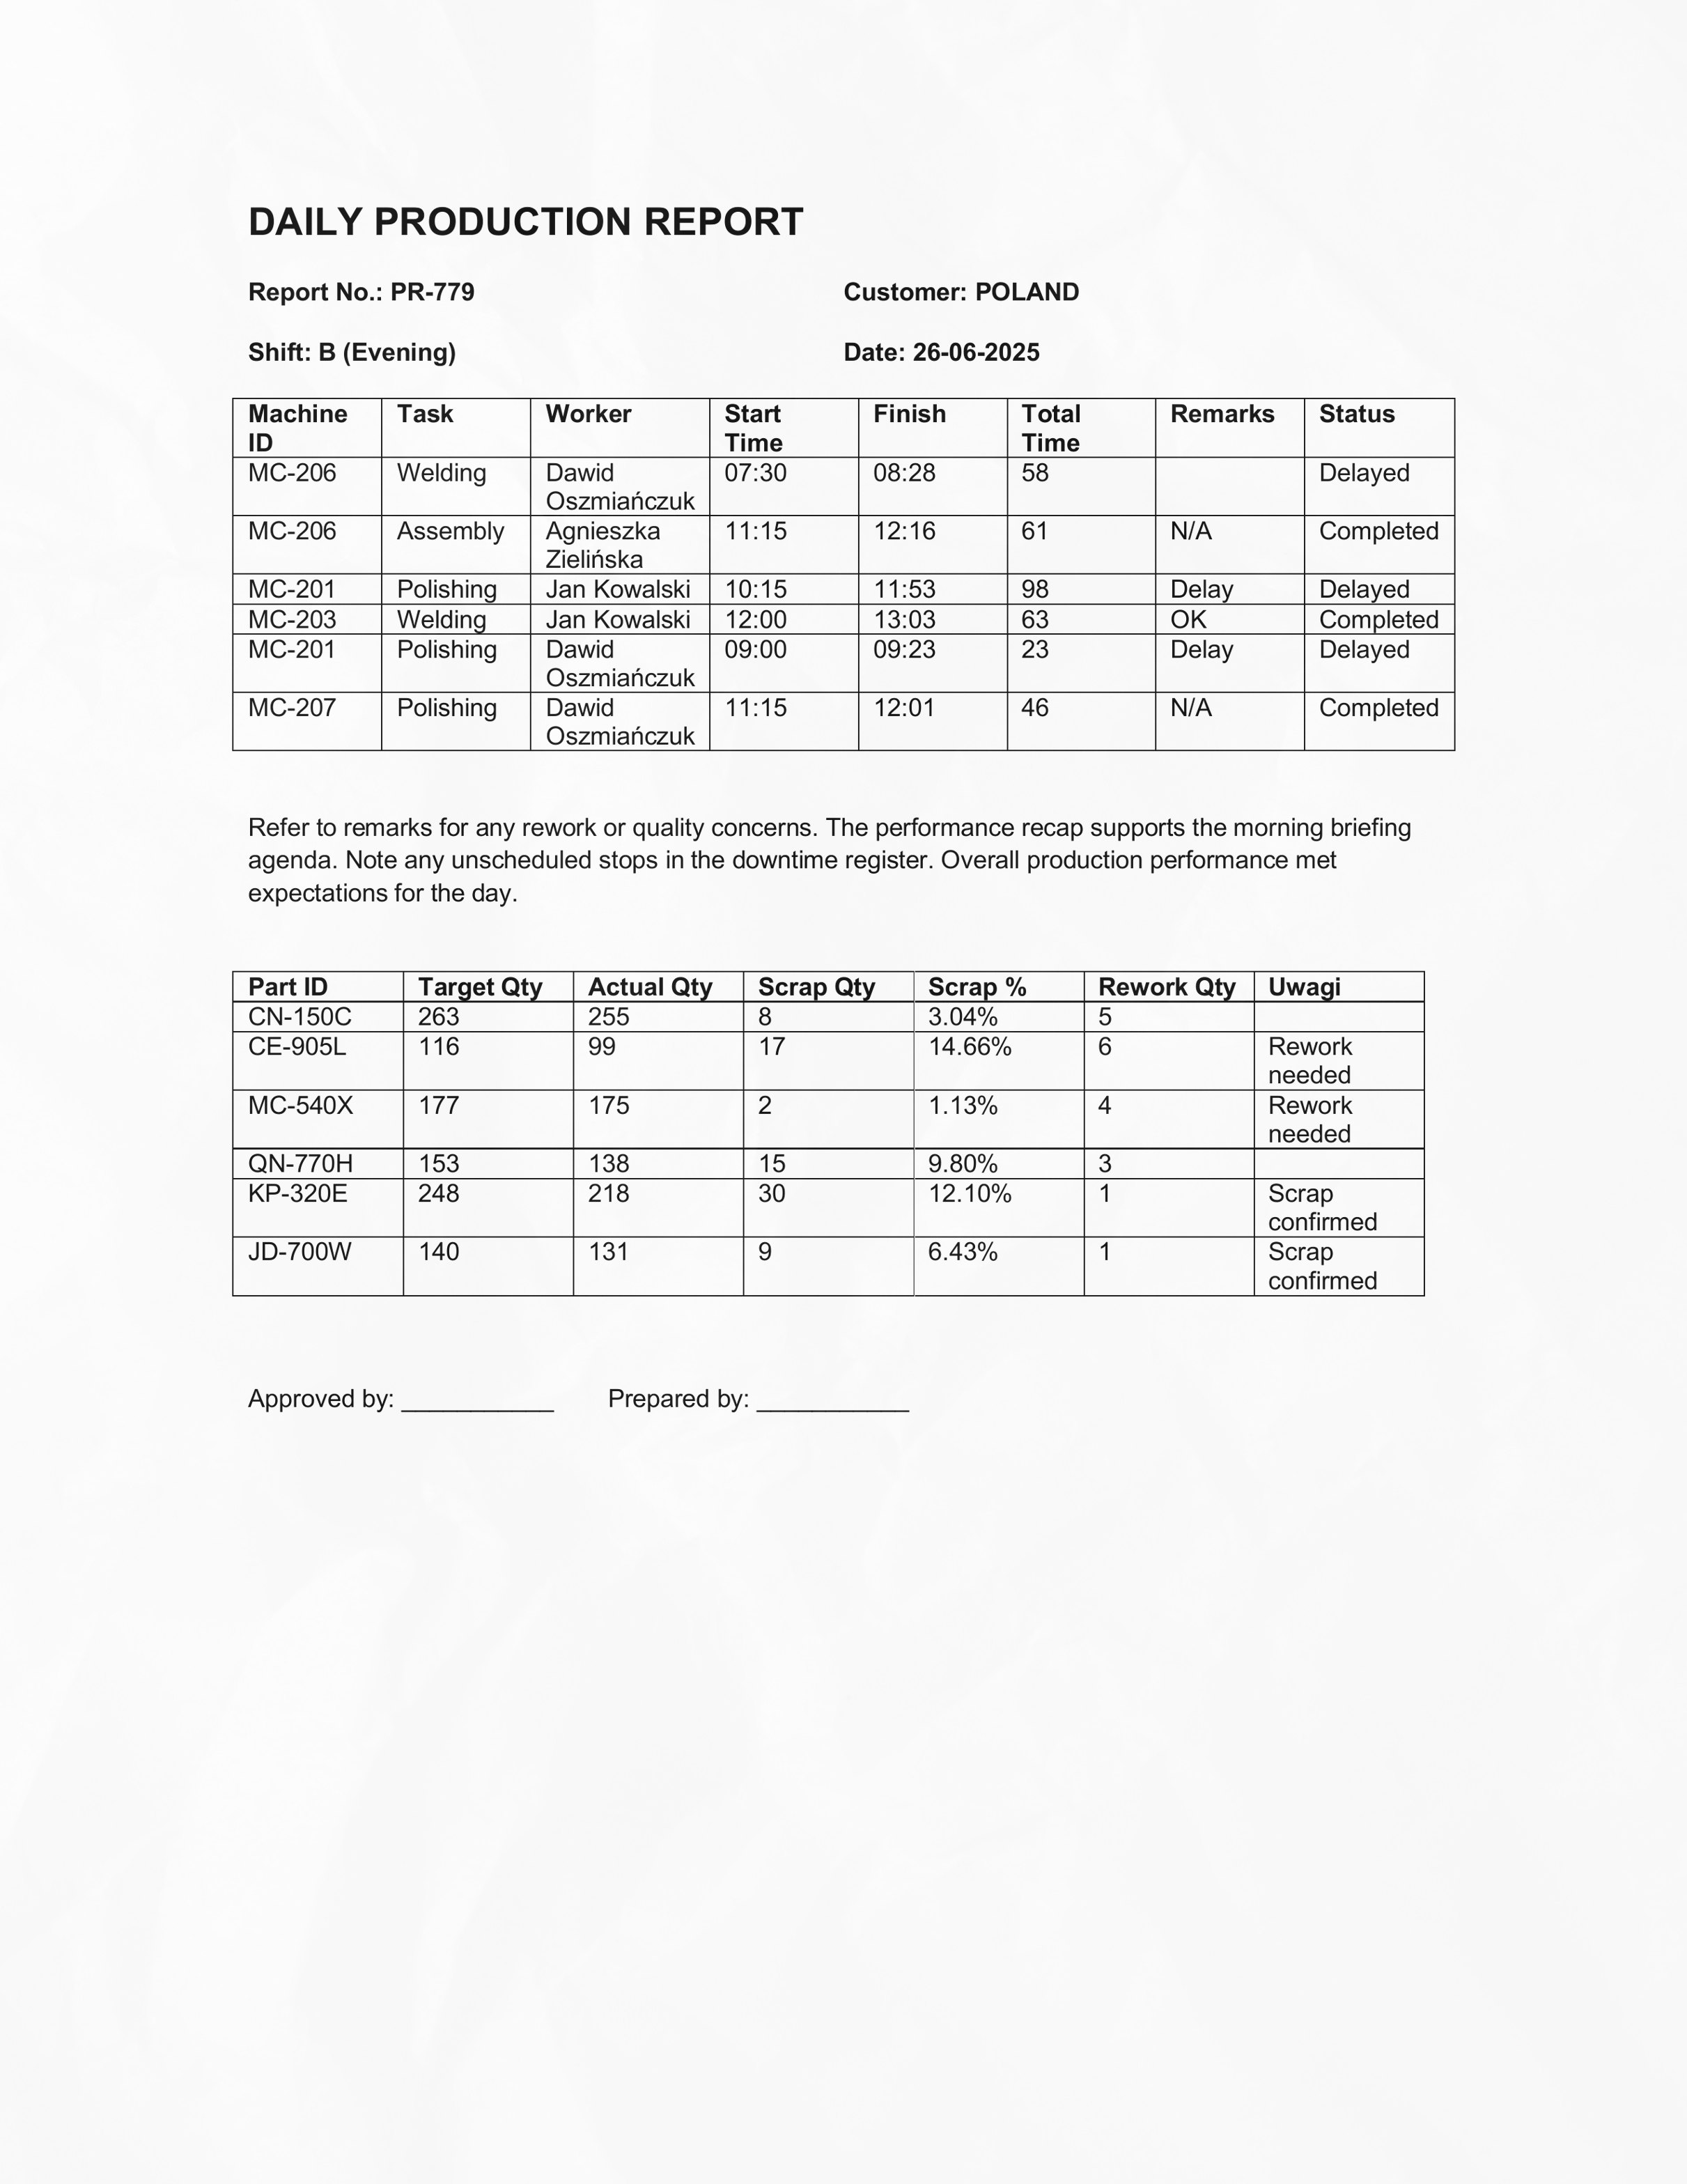 DAILY PRODUCTION REPORT
Report No.: PR-779 Customer: POLAND
Shift: B (Evening) Date: 26-06-2025
Machine ID Task Worker Start Time Finish Total Time Remarks Status
MC-206 Welding Dawid Oszmiańczuk 07:30 08:28 58 Delayed
MC-206 Assembly Agnieszka Zielińska 11:15 12:16 61 N/A Completed
MC-201 Polishing Jan Kowalski 10:15 11:53 98 Delay Delayed
MC-203 Welding Jan Kowalski 12:00 13:03 63 OK Completed
MC-201 Polishing Dawid Oszmiańczuk 09:00 09:23 23 Delay Delayed
MC-207 Polishing Dawid Oszmiańczuk 11:15 12:01 46 N/A Completed
Refer to remarks for any rework or quality concerns. The performance recap supports the morning briefing
agenda. Note any unscheduled stops in the downtime register. Overall production performance met
expectations for the day.
Part ID Target Qty Actual Qty Scrap Qty Scrap % Rework Qty Uwagi
CN-150C 263 255 8 3.04% 5
CE-905L 116 99 17 14.66% 6 Rework needed
MC-540X 177 175 2 1.13% 4 Rework needed
QN-770H 153 138 15 9.80% 3
KP-320E 248 218 30 12.10% 1 Scrap confirmed
JD-700W 140 131 9 6.43% 1 Scrap confirmed
Approved by: ___________ Prepared by: ___________